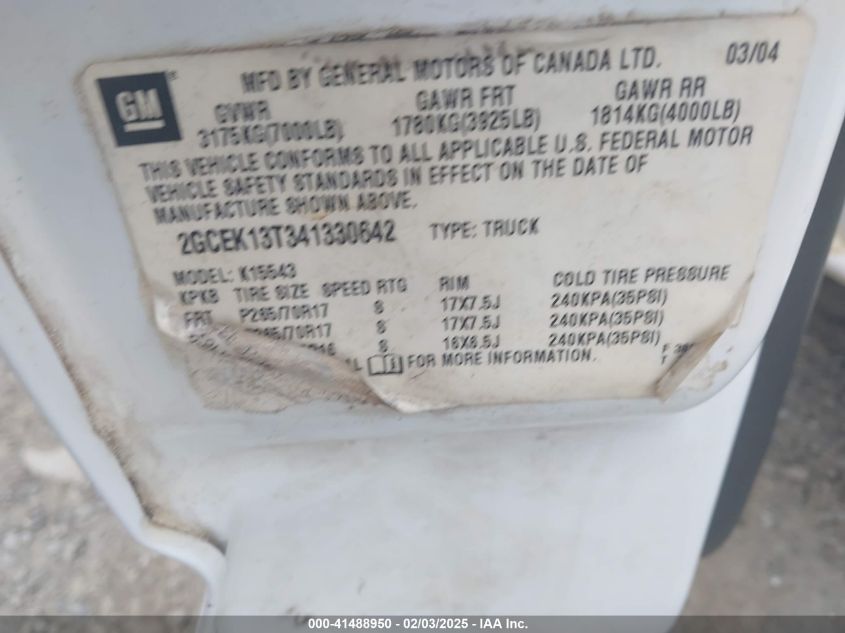 GM
MFD BY GENERAL MOTORS OF CANADA LTD. 03/04
GVWR GAWR FRT GAWR RR
3175KG(7000LB) 1780KG(3925LB) 1814KG(4000LB)
THIS VEHICLE CONFORMS TO ALL APPLICABLE U.S. FEDERAL MOTOR
VEHICLE SAFETY STANDARDS IN EFFECT ON THE DATE OF
MANUFACTURE SHOWN ABOVE.
2GCEK13T341330642 TYPE: TRUCK
MODEL: K15543
KPKB TIRE SIZE SPEED RTG RIM COLD TIRE PRESSURE
FRT P265/70R17 S 17X7.5J 240KPA(35PSI)
265/70R17 S 17X7.5J 240KPA(35PSI)
S 16X6.5J 240KPA(35PSI)
FOR MORE INFORMATION.
000-41488950 - 02/03/2025 - IAA Inc.